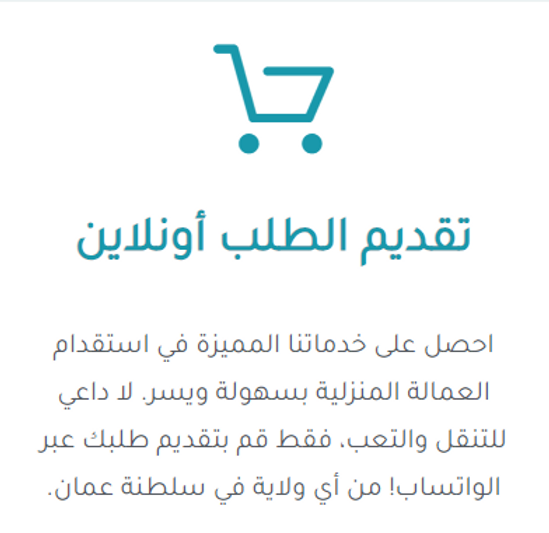 تقديم الطلب أونلاين
احصل على خدماتنا المميزة في استقدام
العمالة المنزلية بسهولة ويسر. لا داعي
للتنقل والتعب، فقط قم بتقديم طلبك عبر
الواتساب! من أي ولاية في سلطنة عمان.